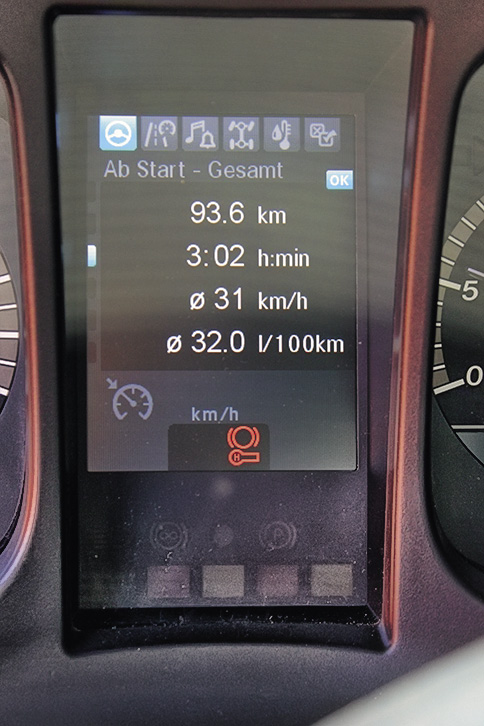 Ab Start - Gesamt
OK
93.6 km
3:02 h:min
ø 31 km/h
ø 32.0 l/100km
km/h
H
5
0
P